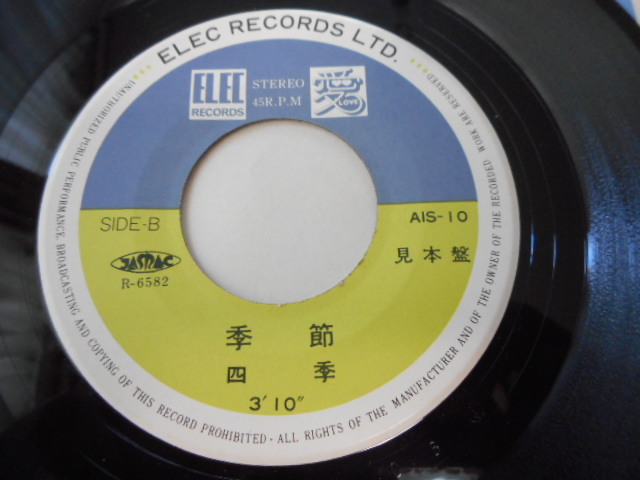 ELEC RECORDS LTD.
ELEC
RECORDS
STEREO
45R.P.M
愛
LOVE
SIDE-B
AIS-10
見本盤
JASRAC
R-6582
季節
四季
3′10″
UNAUTHORIZED PUBLIC PERFORMANCE, BROADCASTING AND COPYING OF THIS RECORD PROHIBITED·ALL RIGHTS OF THE MANUFACTURER AND OF THE OWNER OF THE RECORDED WORK ARE RESERVED